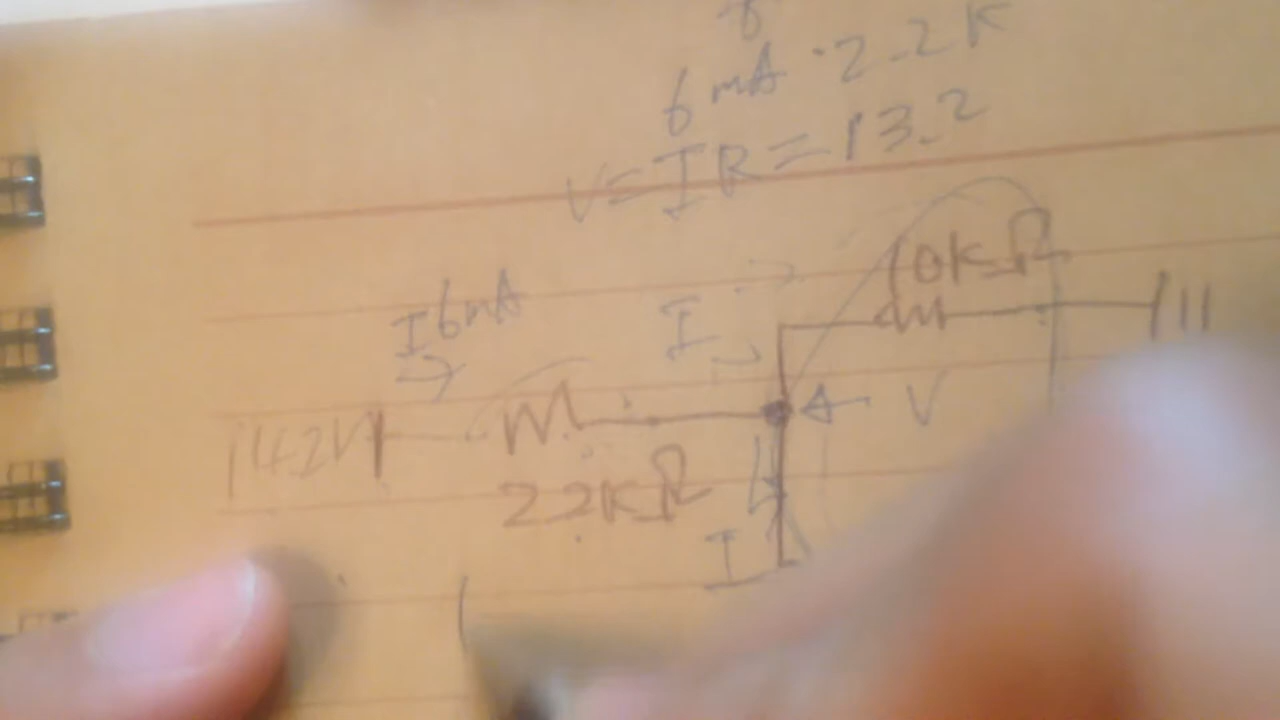 6mA · 2.2K
V=IR=13.2
10KΩ
I 6mA
I
142V
V
2.2KΩ
I